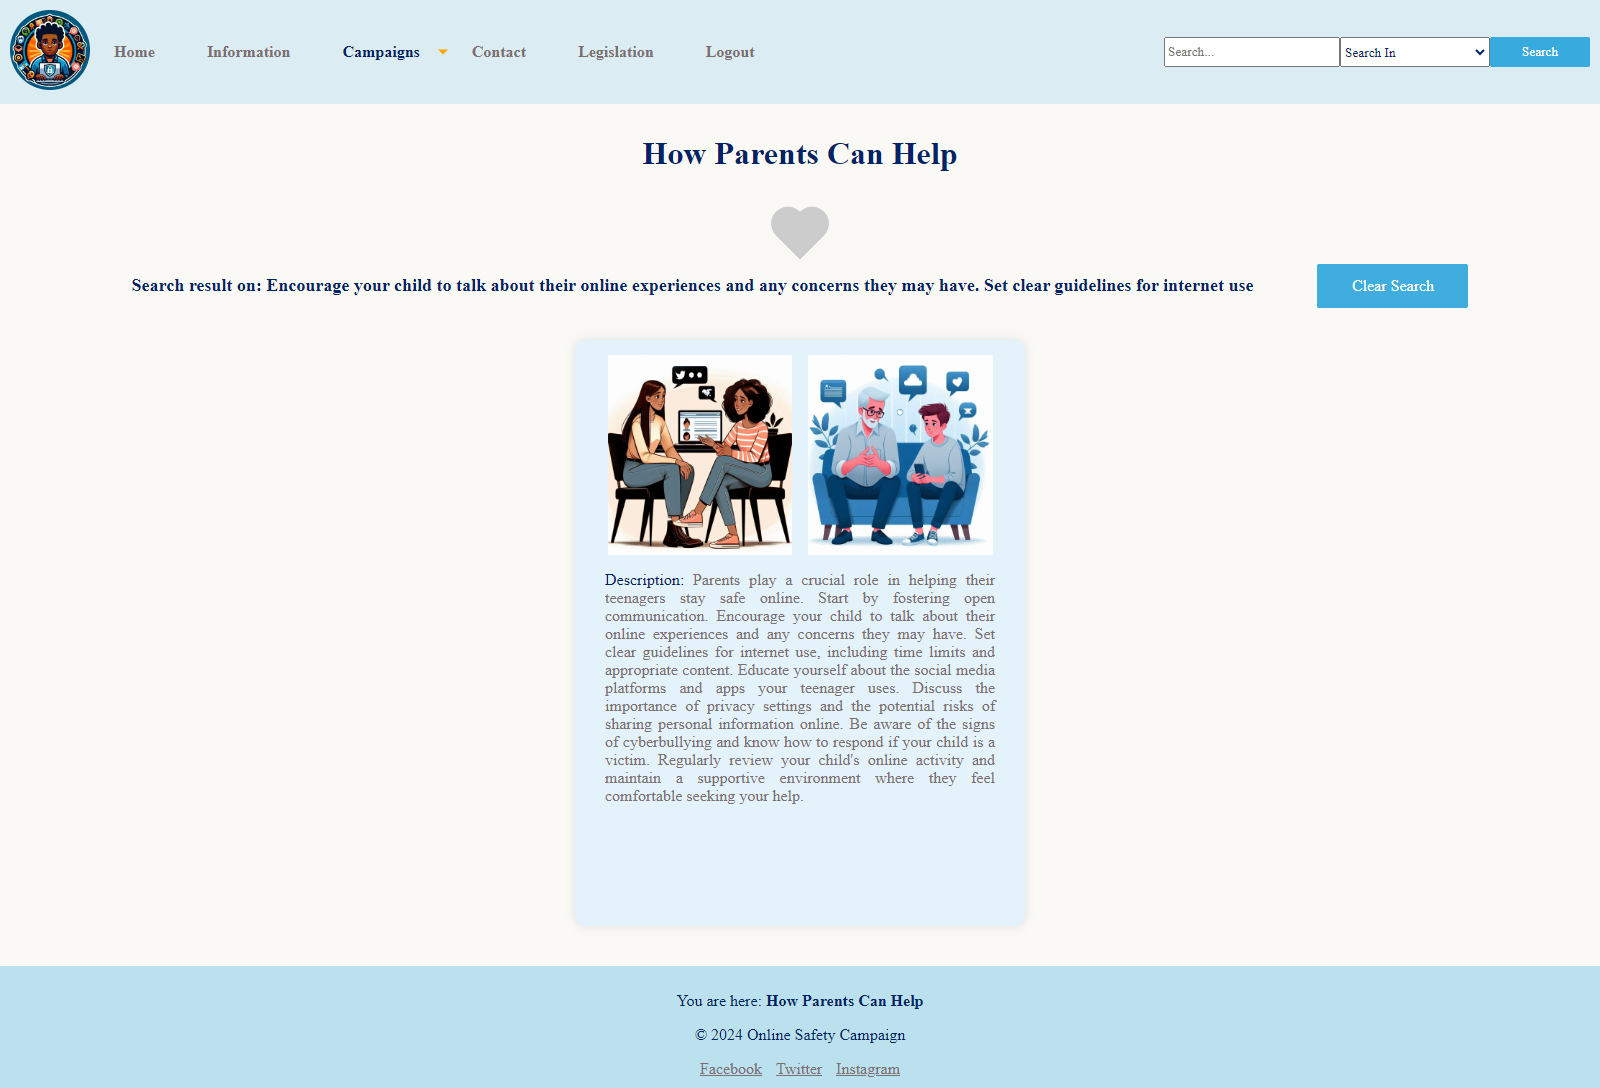 Home Information Campaigns Contact Legislation Logout Search... Search In Search
How Parents Can Help
Search result on: Encourage your child to talk about their online experiences and any concerns they may have. Set clear guidelines for internet use
Clear Search
Description: Parents play a crucial role in helping their
teenagers stay safe online. Start by fostering open
communication. Encourage your child to talk about their
online experiences and any concerns they may have. Set
clear guidelines for internet use, including time limits and
appropriate content. Educate yourself about the social media
platforms and apps your teenager uses. Discuss the
importance of privacy settings and the potential risks of
sharing personal information online. Be aware of the signs
of cyberbullying and know how to respond if your child is a
victim. Regularly review your child's online activity and
maintain a supportive environment where they feel
comfortable seeking your help.
You are here: How Parents Can Help
© 2024 Online Safety Campaign
Facebook Twitter Instagram